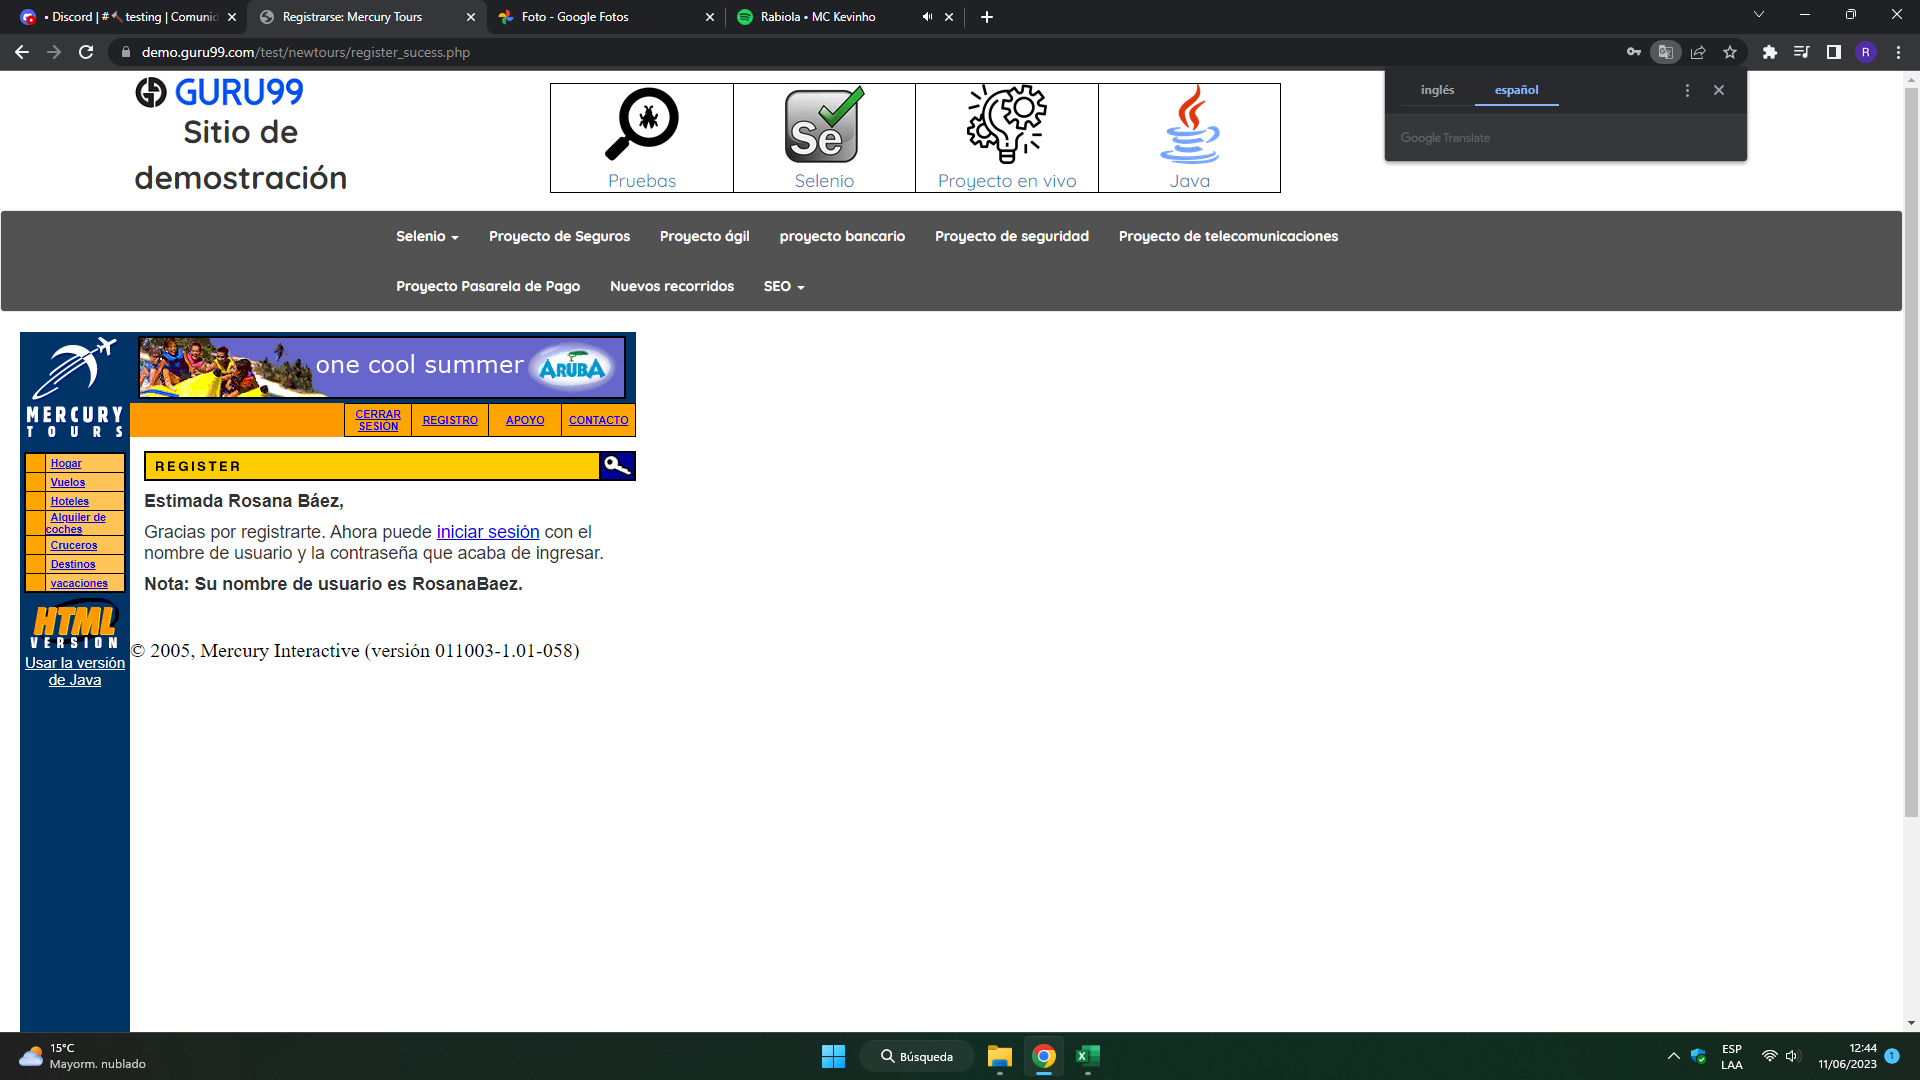 • Discord | #🔨testing | Comunid
Registrarse: Mercury Tours
Foto - Google Fotos
Rabiola • MC Kevinho
demo.guru99.com/test/newtours/register_sucess.php
R
inglés
español
Google Translate
GURU99
Sitio de
demostración
Se
Pruebas
Selenio
Proyecto en vivo
Java
Selenio
Proyecto de Seguros
Proyecto ágil
proyecto bancario
Proyecto de seguridad
Proyecto de telecomunicaciones
Proyecto Pasarela de Pago
Nuevos recorridos
SEO
MERCURY
TOURS
one cool summer
ARUBA
CERRAR
SESIÓN
REGISTRO
APOYO
CONTACTO
Hogar
Vuelos
Hoteles
Alquiler de
coches
Cruceros
Destinos
vacaciones
HTML
VERSION
Usar la versión
de Java
REGISTER
Estimada Rosana Báez,
Gracias por registrarte. Ahora puede iniciar sesión con el
nombre de usuario y la contraseña que acaba de ingresar.
Nota: Su nombre de usuario es RosanaBaez.
© 2005, Mercury Interactive (versión 011003-1.01-058)
15°C
Mayorm. nublado
Búsqueda
ESP
LAA
12:44
11/06/2023
1